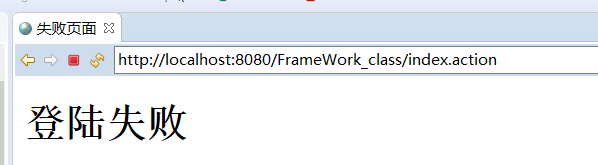 失败页面
http://localhost:8080/FrameWork_class/index.action
登陆失败